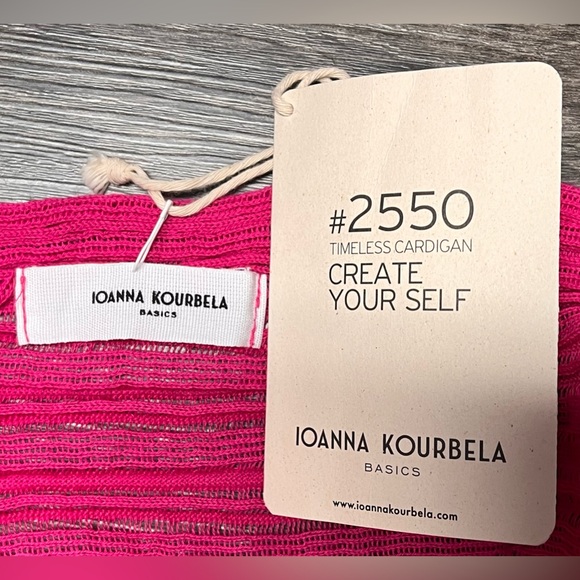 IOANNA KOURBELA
BASICS
#2550
TIMELESS CARDIGAN
CREATE
YOUR SELF
IOANNA KOURBELA
BASICS
www.ioannakourbela.com